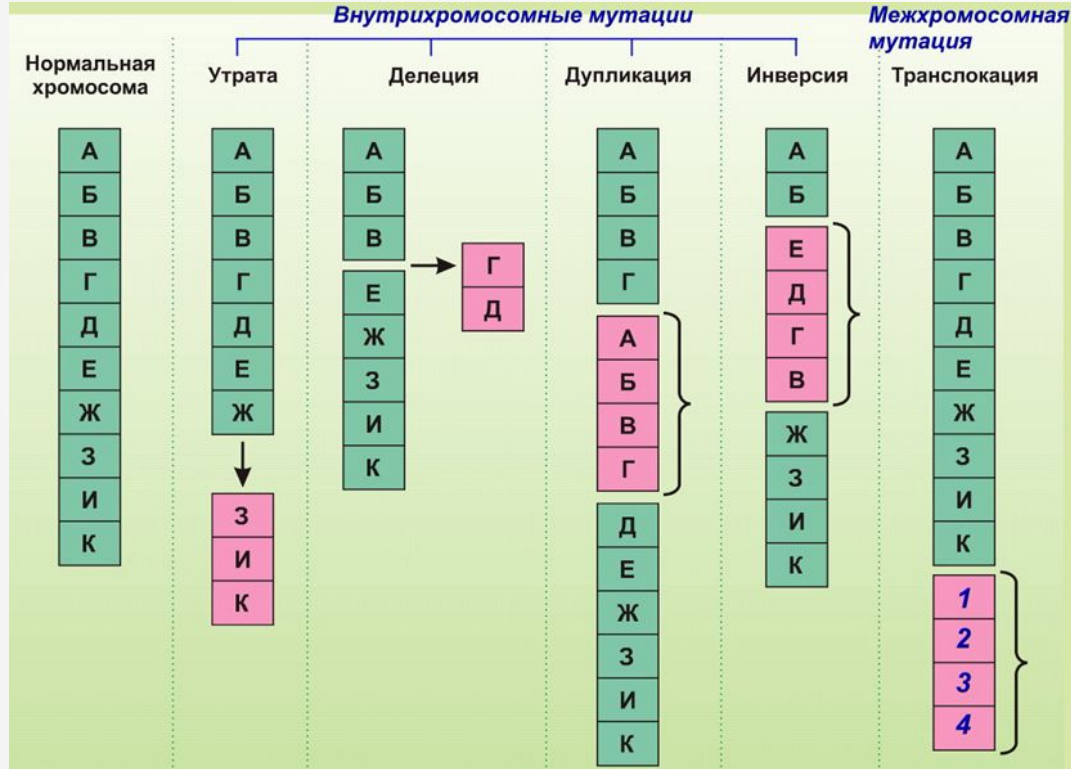 Внутрихромосомные мутации
Межхромосомная
мутация
Нормальная
хромосома
Утрата
Делеция
Дупликация
Инверсия
Транслокация
А
Б
В
Г
Д
Е
Ж
З
И
К
А
Б
В
Г
Д
Е
Ж
З
И
К
А
Б
В
Е
Ж
З
И
К
Г
Д
А
Б
В
Г
А
Б
В
Г
Д
Е
Ж
З
И
К
А
Б
Е
Д
Г
В
Ж
З
И
К
А
Б
В
Г
Д
Е
Ж
З
И
К
1
2
3
4